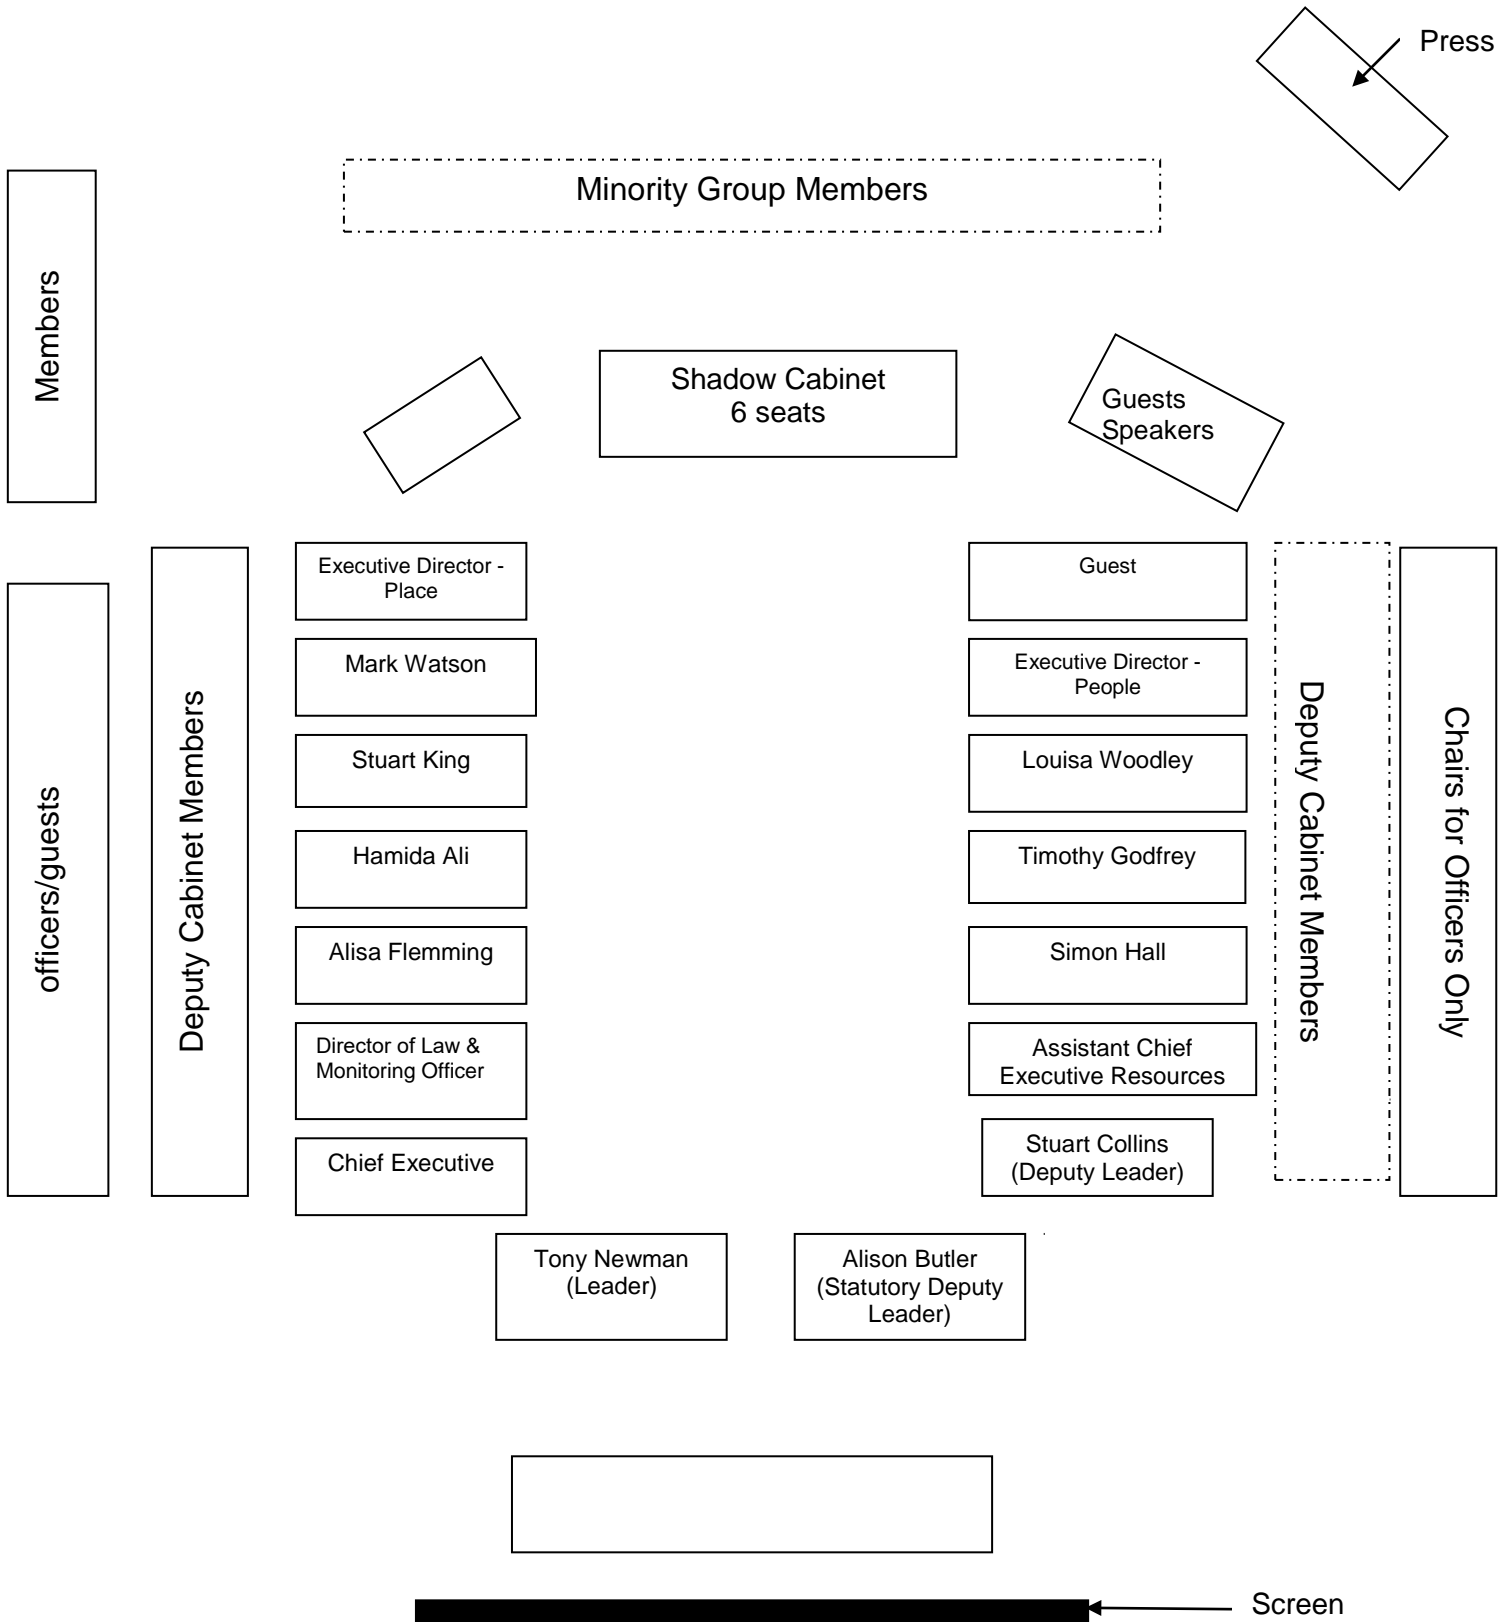 Press
Minority Group Members
Members
Shadow Cabinet
6 seats
Guests
Speakers
officers/guests
Deputy Cabinet Members
Executive Director -
Place
Mark Watson
Stuart King
Hamida Ali
Alisa Flemming
Director of Law &
Monitoring Officer
Chief Executive
Guest
Executive Director -
People
Louisa Woodley
Timothy Godfrey
Simon Hall
Assistant Chief
Executive Resources
Stuart Collins
(Deputy Leader)
Deputy Cabinet Members
Chairs for Officers Only
Tony Newman
(Leader)
Alison Butler
(Statutory Deputy
Leader)
Screen